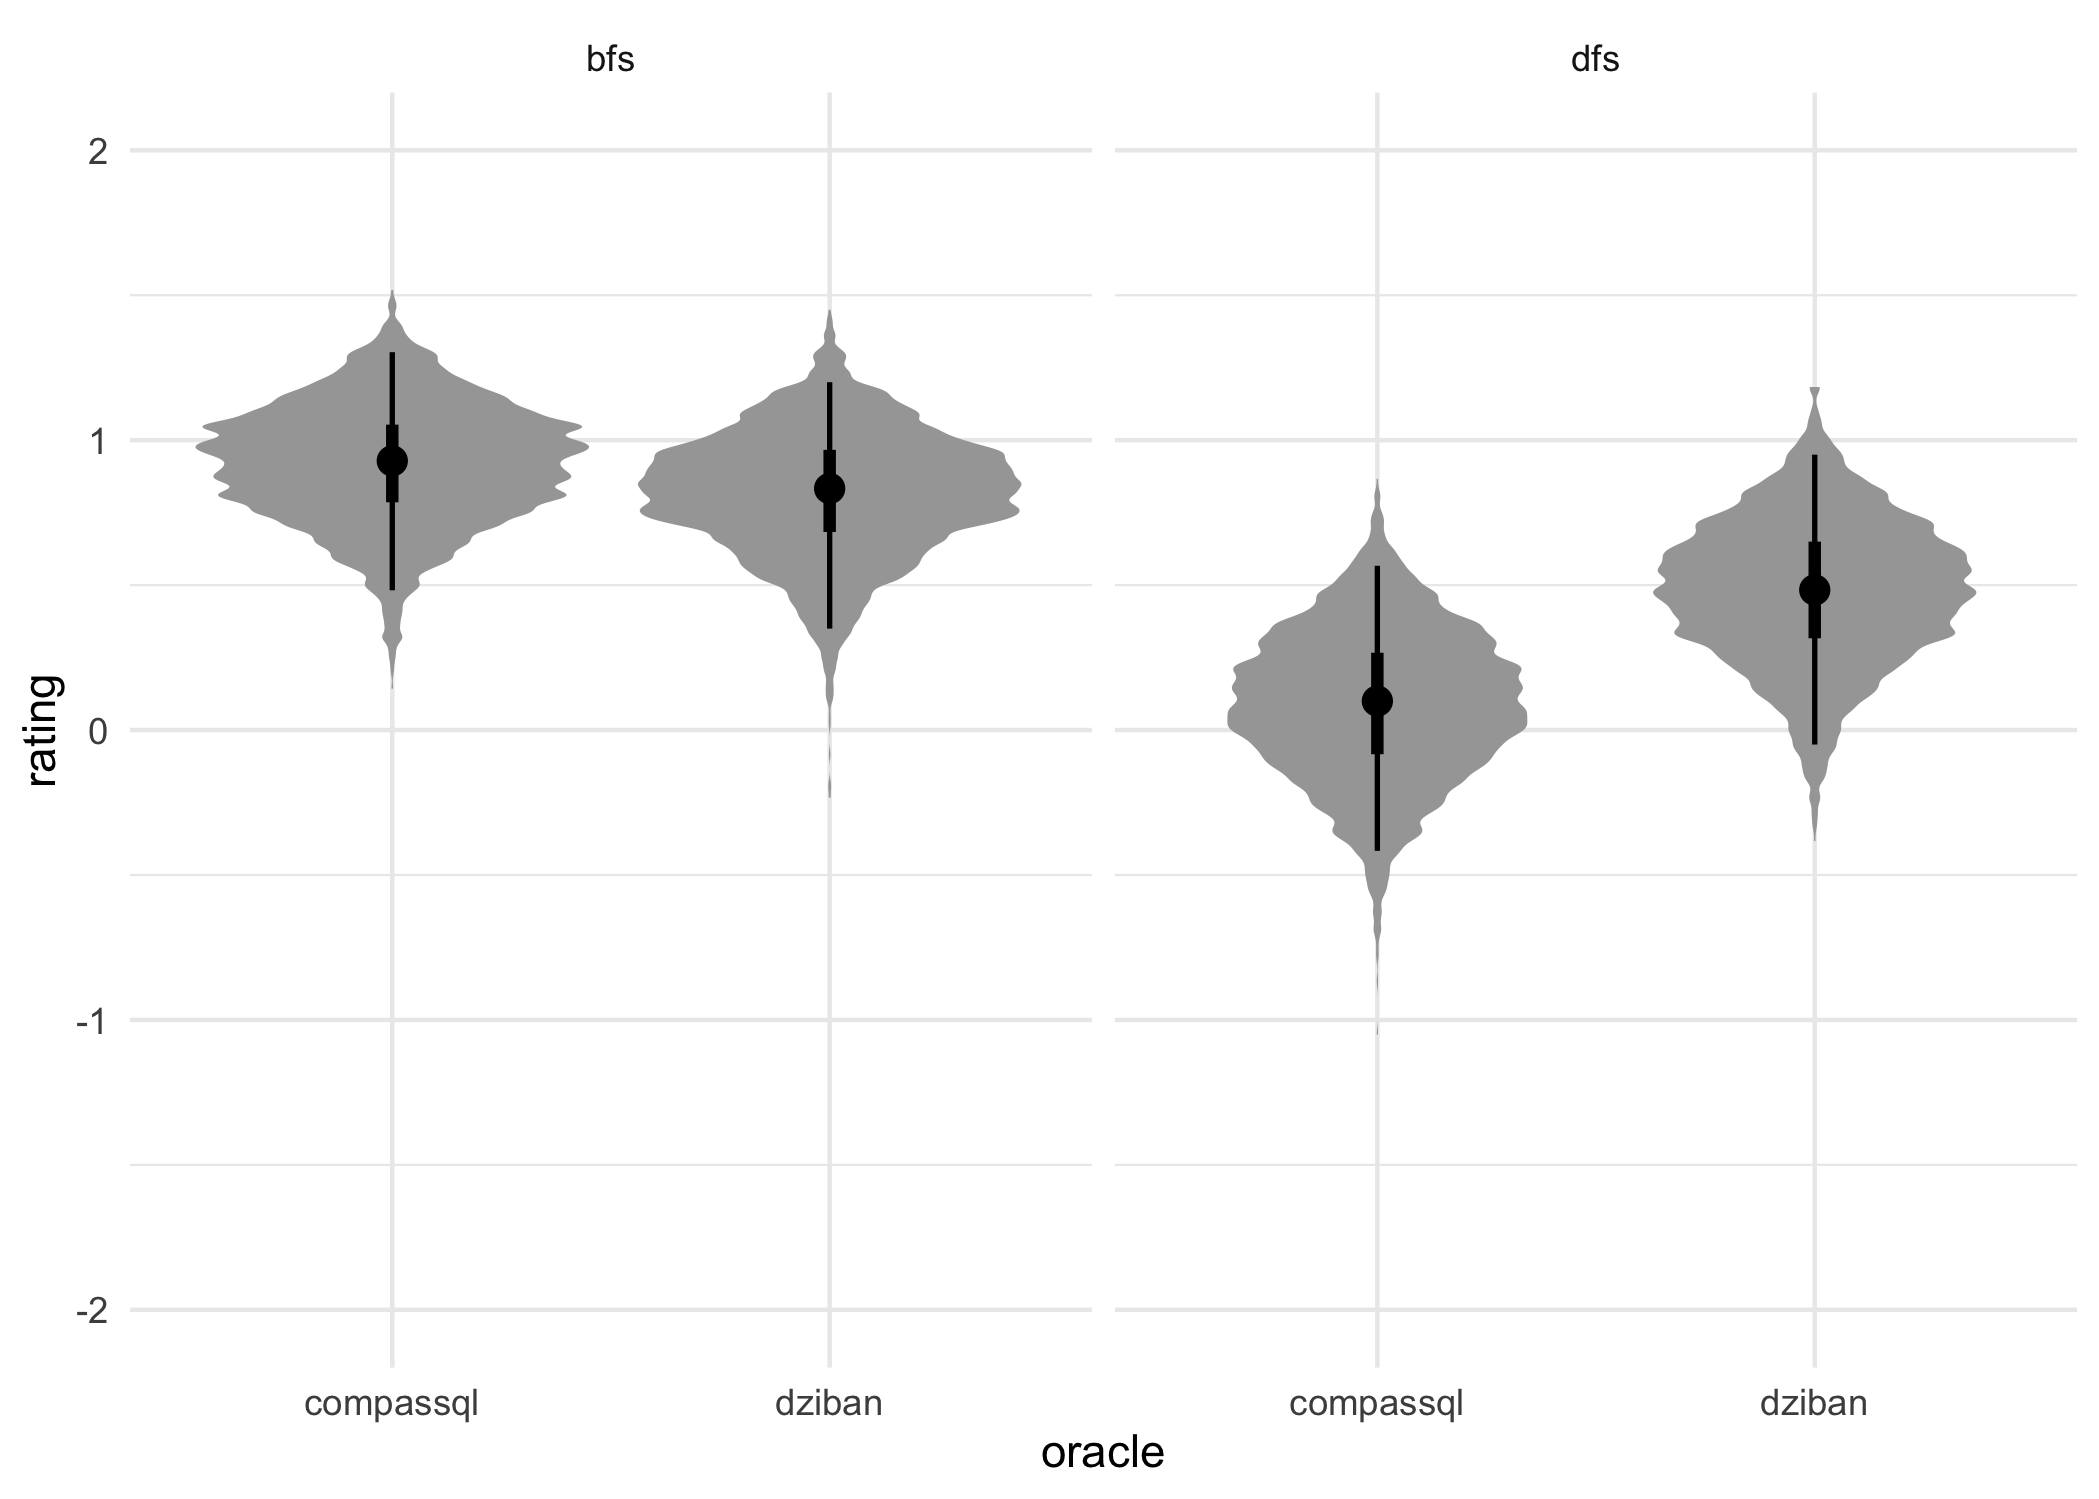 bfs
dfs
2
1
0
-1
-2
rating
compassql
dziban
compassql
dziban
oracle